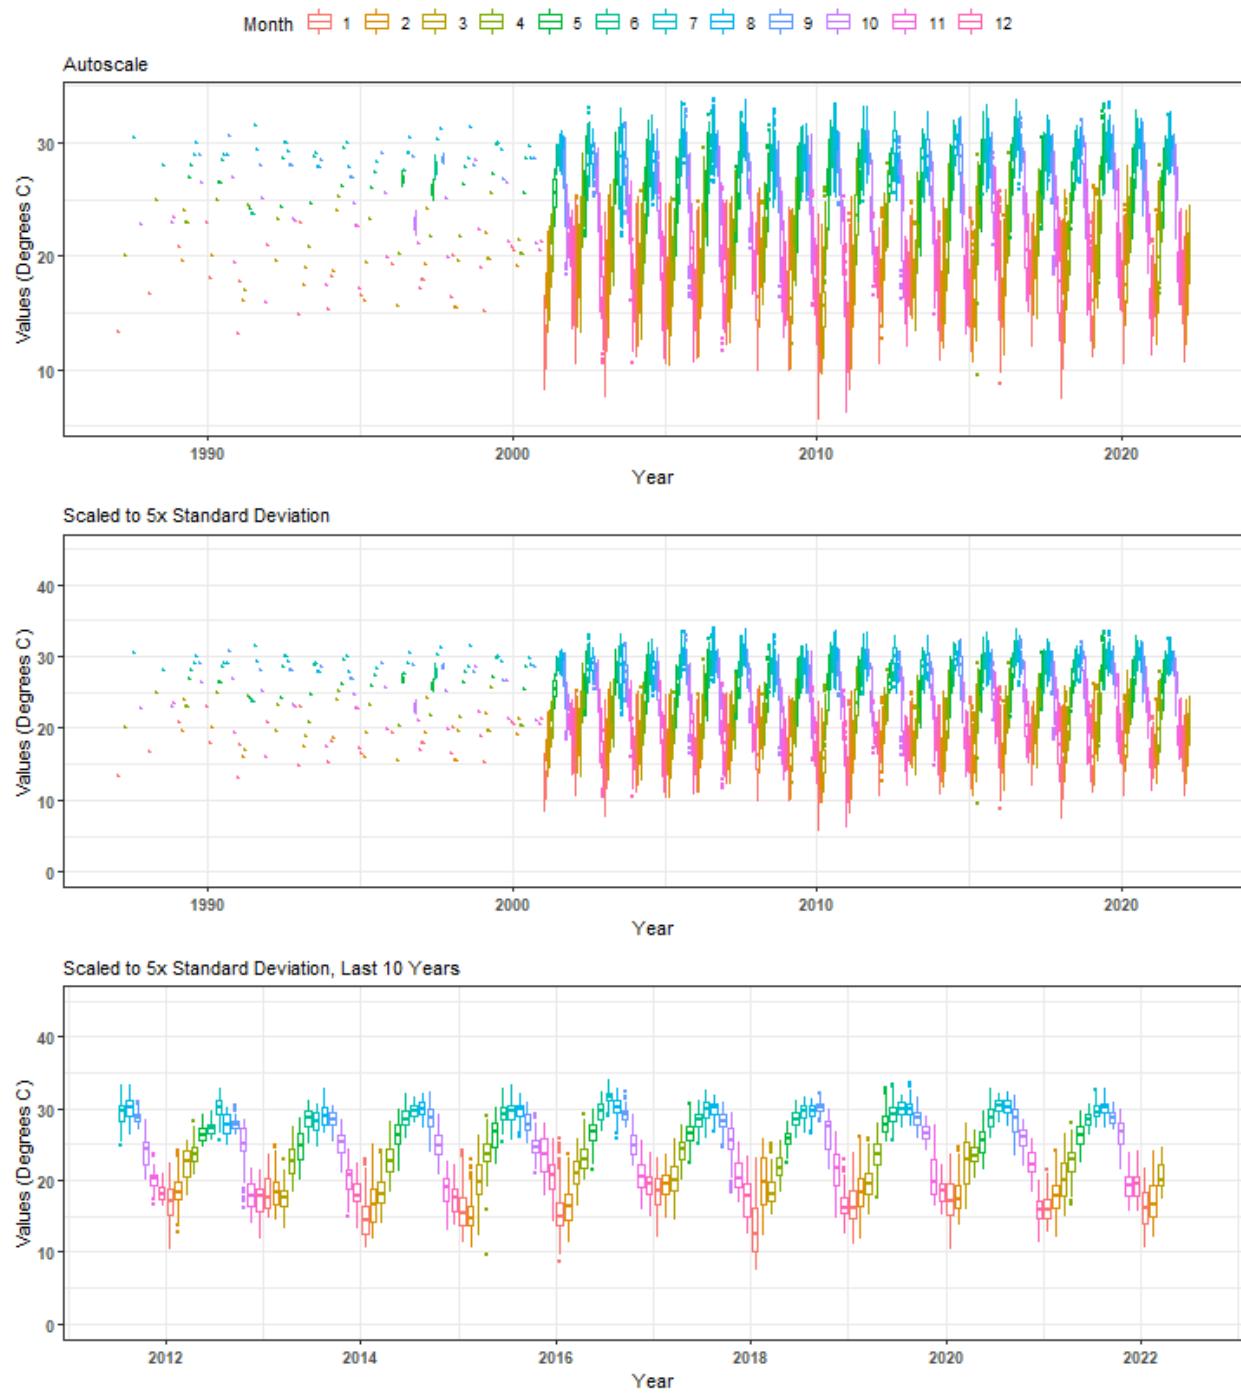 Month 1 2 3 4 5 6 7 8 9 10 11 12
Autoscale
Values (Degrees C)
30
20
10
1990 2000 2010 2020
Year
Scaled to 5x Standard Deviation
Values (Degrees C)
40
30
20
10
0
1990 2000 2010 2020
Year
Scaled to 5x Standard Deviation, Last 10 Years
Values (Degrees C)
40
30
20
10
0
2012 2014 2016 2018 2020 2022
Year